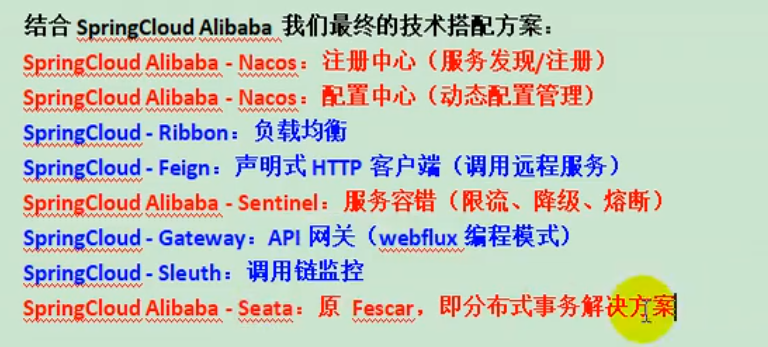 结合 SpringCloud Alibaba 我们最终的技术搭配方案：
SpringCloud Alibaba - Nacos：注册中心（服务发现/注册）
SpringCloud Alibaba - Nacos：配置中心（动态配置管理）
SpringCloud - Ribbon：负载均衡
SpringCloud - Feign：声明式 HTTP 客户端（调用远程服务）
SpringCloud Alibaba - Sentinel：服务容错（限流、降级、熔断）
SpringCloud - Gateway：API 网关（webflux 编程模式）
SpringCloud - Sleuth：调用链监控
SpringCloud Alibaba - Seata：原 Fescar，即分布式事务解决方案